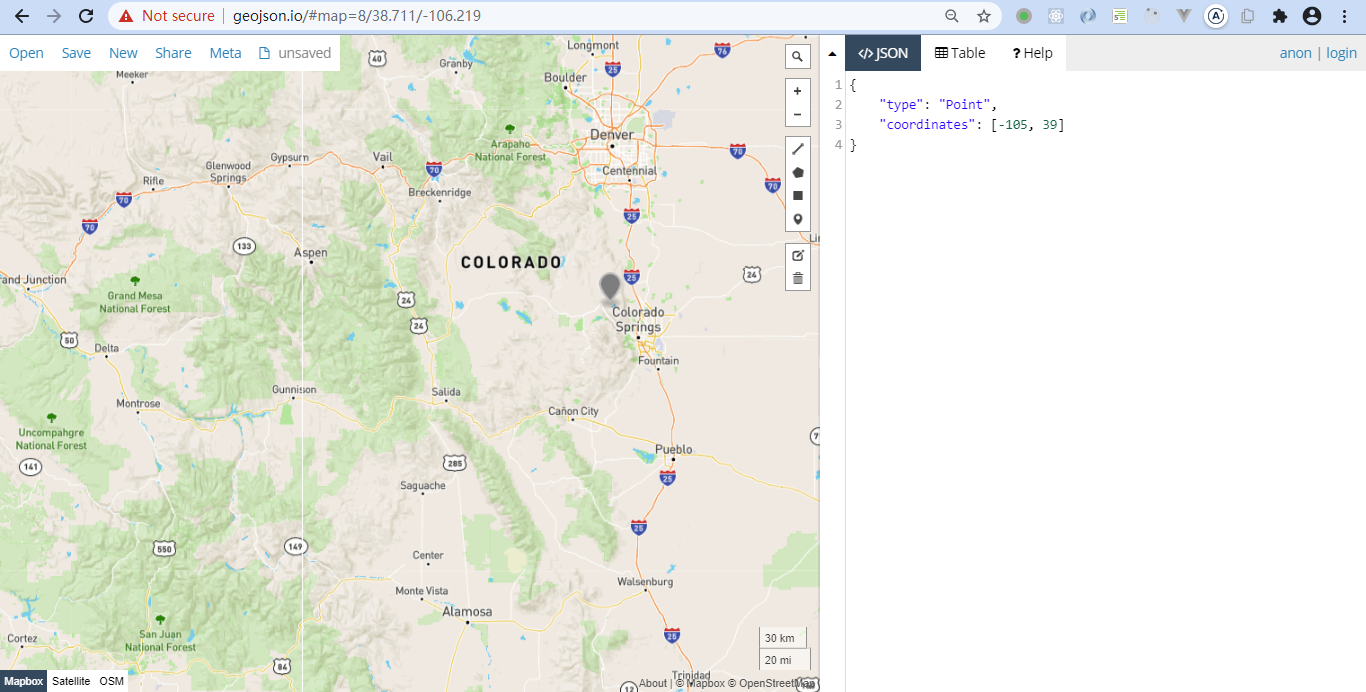 Not secure
geojson.io/#map=8/38.711/-106.219
Open Save New Share Meta unsaved
</> JSON
Table
? Help
anon | login
1 {
2 "type": "Point",
3 "coordinates": [-105, 39]
4 }
+
−
Meeker
40
Granby
Longmont
25
76
Boulder
Denver
Arapaho
National Forest
70
Centennial
Gypsum
Vail
70
Glenwood
Springs
Rifle
70
Breckenridge
70
70
25
133
Aspen
COLORADO
Grand Mesa
National Forest
24
24
25
24
Colorado
Springs
50
Delta
Fountain
Gunnison
Salida
Montrose
Cañon City
Uncompahgre
National Forest
141
285
Pueblo
25
Saguache
25
550
149
Center
Walsenburg
Monte Vista
Alamosa
San Juan
National Forest
Cortez
25
84
30 km
20 mi
Trinidad
12
Mapbox Satellite OSM
About | © Mapbox © OpenStreetMap